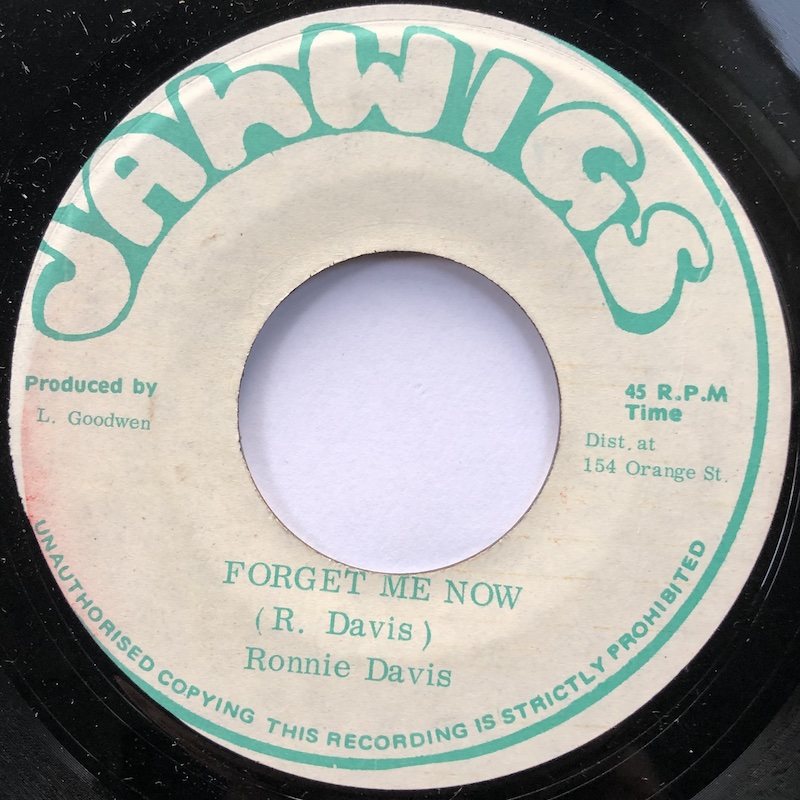 JAhWIGS
Produced by
L. Goodwen
45 R.P.M
Time
Dist. at
154 Orange St.
FORGET ME NOW
(R. Davis)
Ronnie Davis
UNAUTHORISED COPYING THIS RECORDING IS STRICTLY PROHIBITED